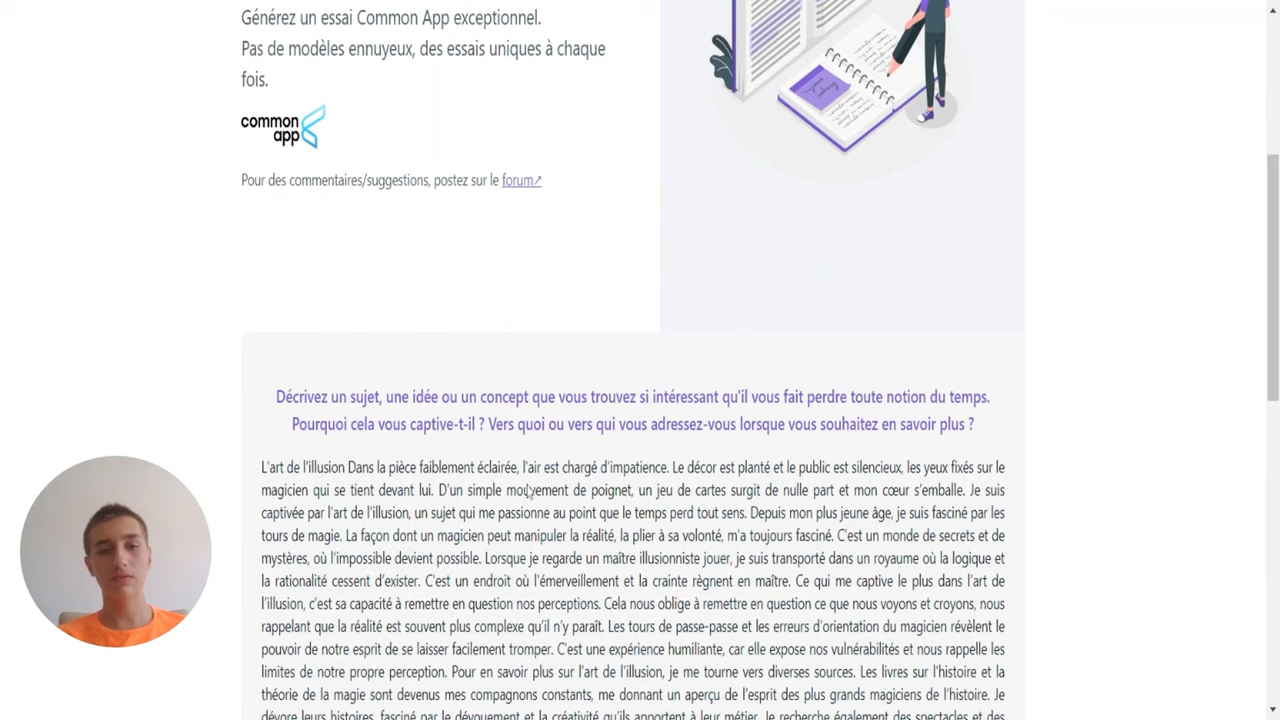 Générez un essai Common App exceptionnel.
Pas de modèles ennuyeux, des essais uniques à chaque
fois.
common
app
Pour des commentaires/suggestions, postez sur le forum↗
Décrivez un sujet, une idée ou un concept que vous trouvez si intéressant qu'il vous fait perdre toute notion du temps.
Pourquoi cela vous captive-t-il ? Vers quoi ou vers qui vous adressez-vous lorsque vous souhaitez en savoir plus ?
L'art de l'illusion Dans la pièce faiblement éclairée, l'air est chargé d'impatience. Le décor est planté et le public est silencieux, les yeux fixés sur le
magicien qui se tient devant lui. D'un simple mouvement de poignet, un jeu de cartes surgit de nulle part et mon cœur s'emballe. Je suis
captivée par l'art de l'illusion, un sujet qui me passionne au point que le temps perd tout sens. Depuis mon plus jeune âge, je suis fasciné par les
tours de magie. La façon dont un magicien peut manipuler la réalité, la plier à sa volonté, m'a toujours fasciné. C'est un monde de secrets et de
mystères, où l'impossible devient possible. Lorsque je regarde un maître illusionniste jouer, je suis transporté dans un royaume où la logique et
la rationalité cessent d'exister. C'est un endroit où l'émerveillement et la crainte règnent en maître. Ce qui me captive le plus dans l'art de
l'illusion, c'est sa capacité à remettre en question nos perceptions. Cela nous oblige à remettre en question ce que nous voyons et croyons, nous
rappelant que la réalité est souvent plus complexe qu'il n'y paraît. Les tours de passe-passe et les erreurs d'orientation du magicien révèlent le
pouvoir de notre esprit de se laisser facilement tromper. C'est une expérience humiliante, car elle expose nos vulnérabilités et nous rappelle les
limites de notre propre perception. Pour en savoir plus sur l'art de l'illusion, je me tourne vers diverses sources. Les livres sur l'histoire et la
théorie de la magie sont devenus mes compagnons constants, me donnant un aperçu de l'esprit des plus grands magiciens de l'histoire. Je
dévore leurs histoires, fasciné par le dévouement et la créativité qu'ils apportent à leur métier. Je recherche également des spectacles et des